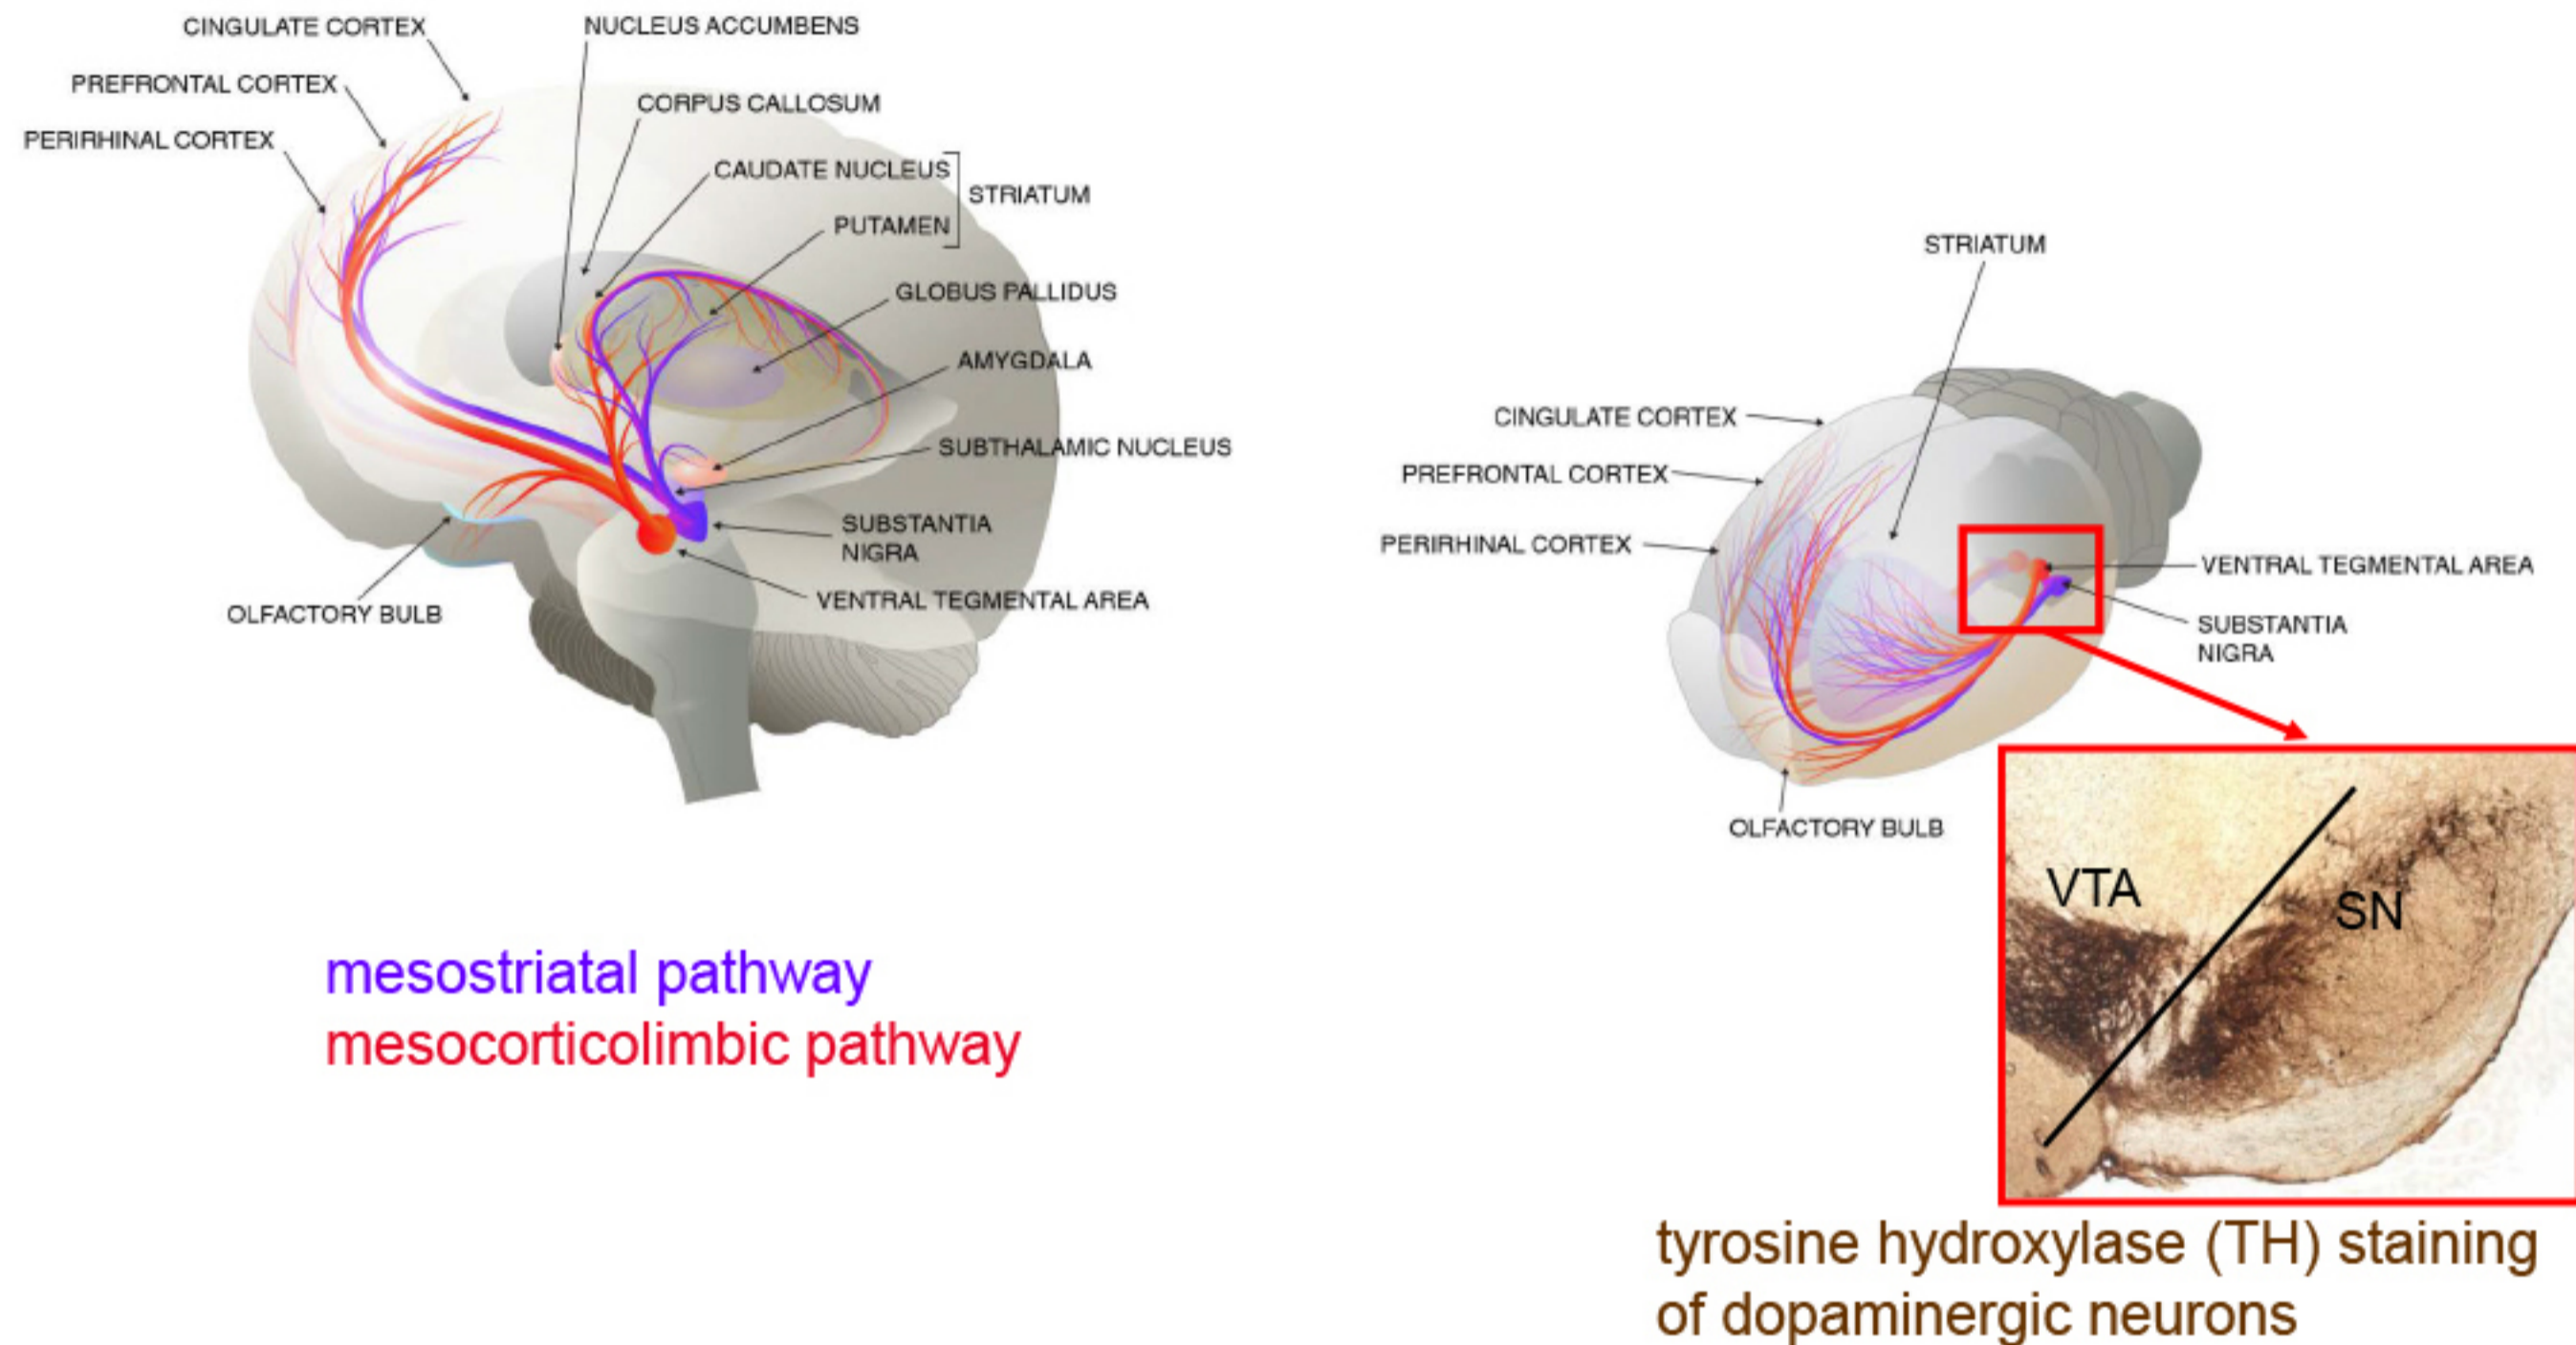 CINGULATE CORTEX
PREFRONTAL CORTEX
PERIRHINAL CORTEX
NUCLEUS ACCUMBENS
CORPUS CALLOSUM
CAUDATE NUCLEUS
STRIATUM
PUTAMEN
GLOBUS PALLIDUS
AMYGDALA
SUBTHALAMIC NUCLEUS
SUBSTANTIA
NIGRA
VENTRAL TEGMENTAL AREA
OLFACTORY BULB
mesostriatal pathway
mesocorticolimbic pathway
STRIATUM
CINGULATE CORTEX
PREFRONTAL CORTEX
PERIRHINAL CORTEX
VENTRAL TEGMENTAL AREA
SUBSTANTIA
NIGRA
OLFACTORY BULB
VTA
SN
tyrosine hydroxylase (TH) staining
of dopaminergic neurons